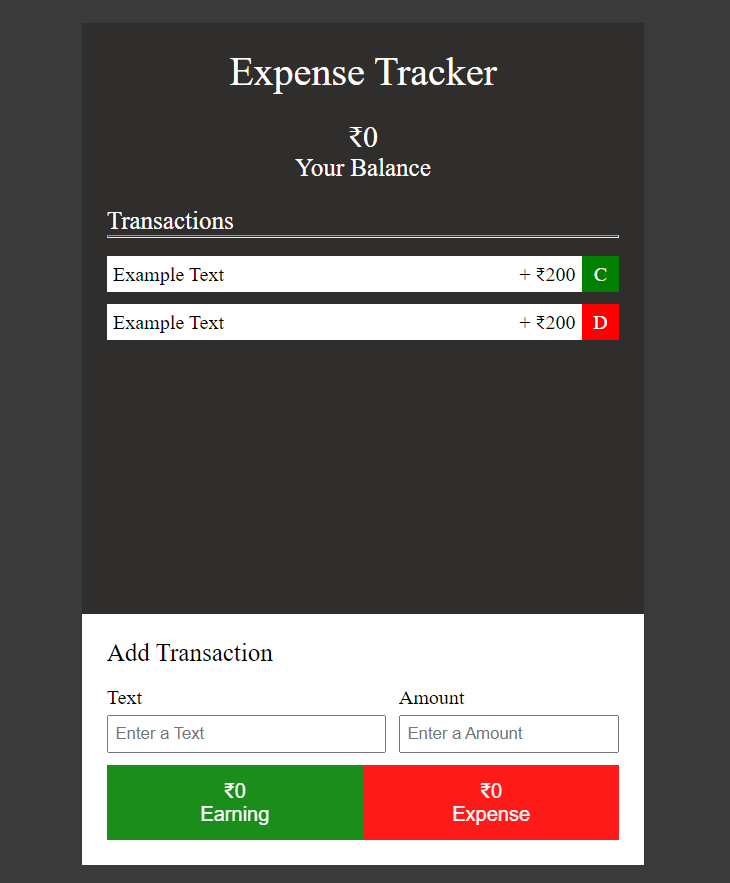 Expense Tracker
₹0
Your Balance
Transactions
Example Text + ₹200 C
Example Text + ₹200 D
Add Transaction
Text Amount
Enter a Text Enter a Amount
₹0 ₹0
Earning Expense